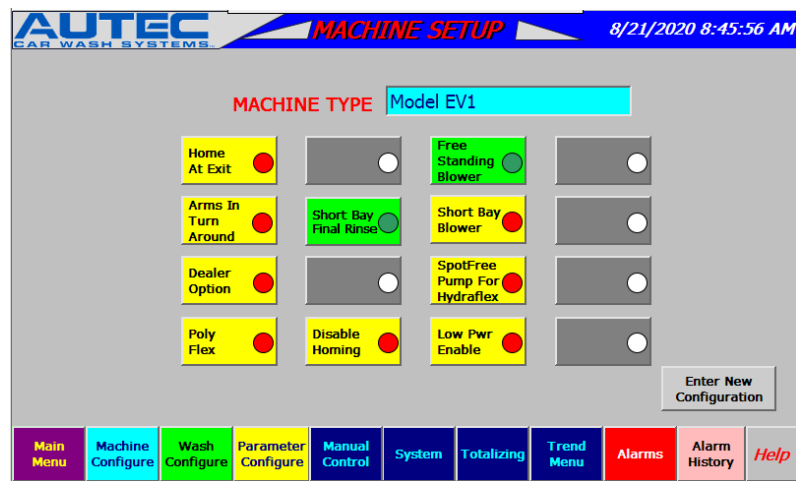 AUTEC
CAR WASH SYSTEMS
MACHINE SETUP
8/21/2020 8:45:56 AM
MACHINE TYPE Model EV1
Home
At Exit
Free
Standing
Blower
Arms In
Turn
Around
Short Bay
Final Rinse
Short Bay
Blower
Dealer
Option
SpotFree
Pump For
Hydraflex
Poly
Flex
Disable
Homing
Low Pwr
Enable
Enter New
Configuration
Main
Menu
Machine
Configure
Wash
Configure
Parameter
Configure
Manual
Control
System
Totalizing
Trend
Menu
Alarms
Alarm
History
Help